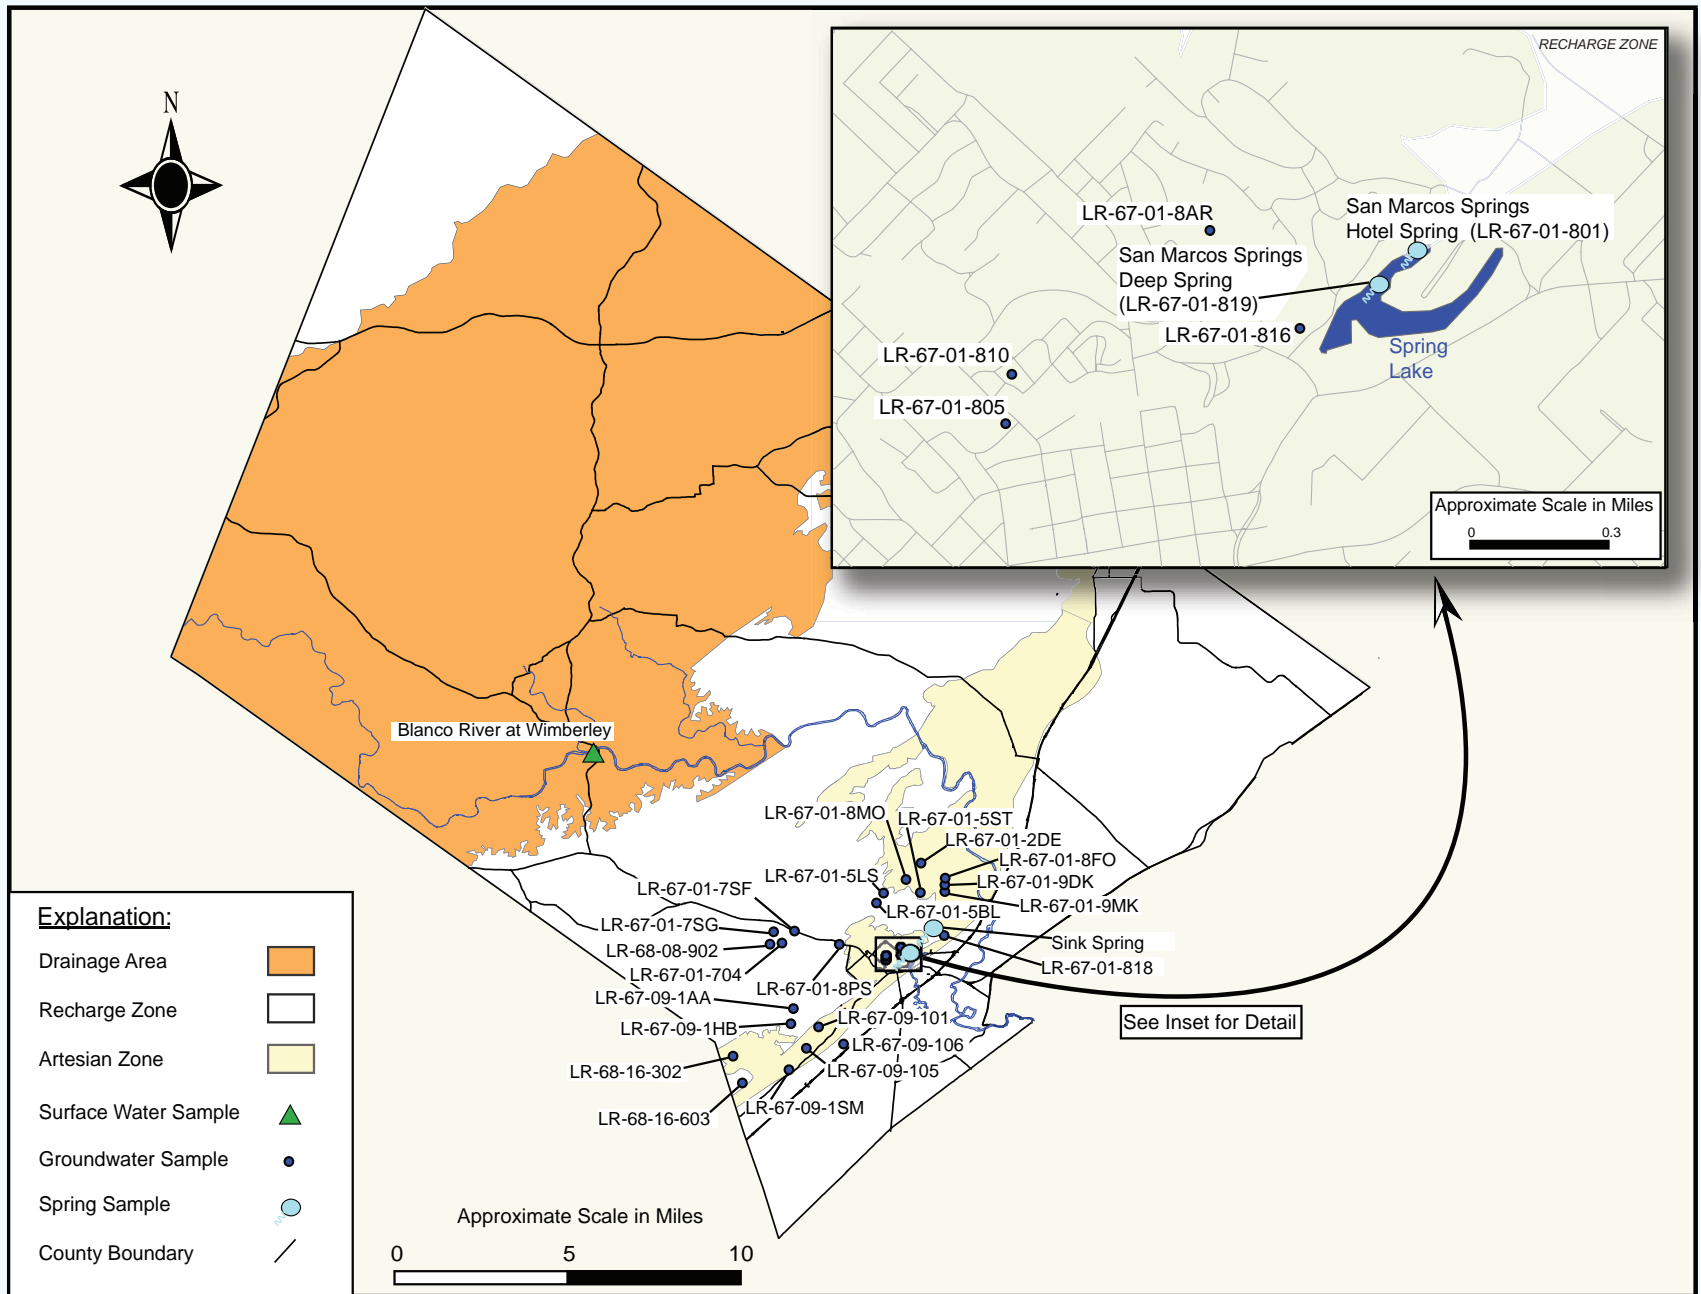 N
RECHARGE ZONE
LR-67-01-8AR
San Marcos Springs
Hotel Spring (LR-67-01-801)
San Marcos Springs
Deep Spring
(LR-67-01-819)
LR-67-01-816
Spring
Lake
LR-67-01-810
LR-67-01-805
Approximate Scale in Miles
0 0.3
Blanco River at Wimberley
LR-67-01-8MO
LR-67-01-5ST
LR-67-01-2DE
LR-67-01-8FO
LR-67-01-5LS
LR-67-01-9DK
LR-67-01-7SF
LR-67-01-9MK
LR-67-01-5BL
LR-67-01-7SG
Sink Spring
LR-68-08-902
LR-67-01-818
LR-67-01-704
LR-67-01-8PS
LR-67-09-1AA
LR-67-09-101
See Inset for Detail
LR-67-09-1HB
LR-67-09-106
LR-68-16-302
LR-67-09-105
LR-67-09-1SM
LR-68-16-603
Explanation:
Drainage Area
Recharge Zone
Artesian Zone
Surface Water Sample
Groundwater Sample
Spring Sample
County Boundary
Approximate Scale in Miles
0 5 10